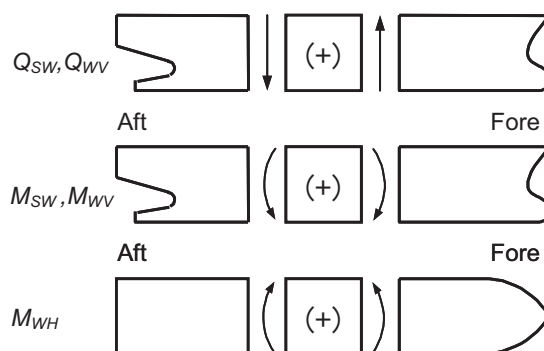 Q_SW, Q_WV (+)
Aft Fore
M_SW, M_WV (+)
Aft Fore
M_WH (+)